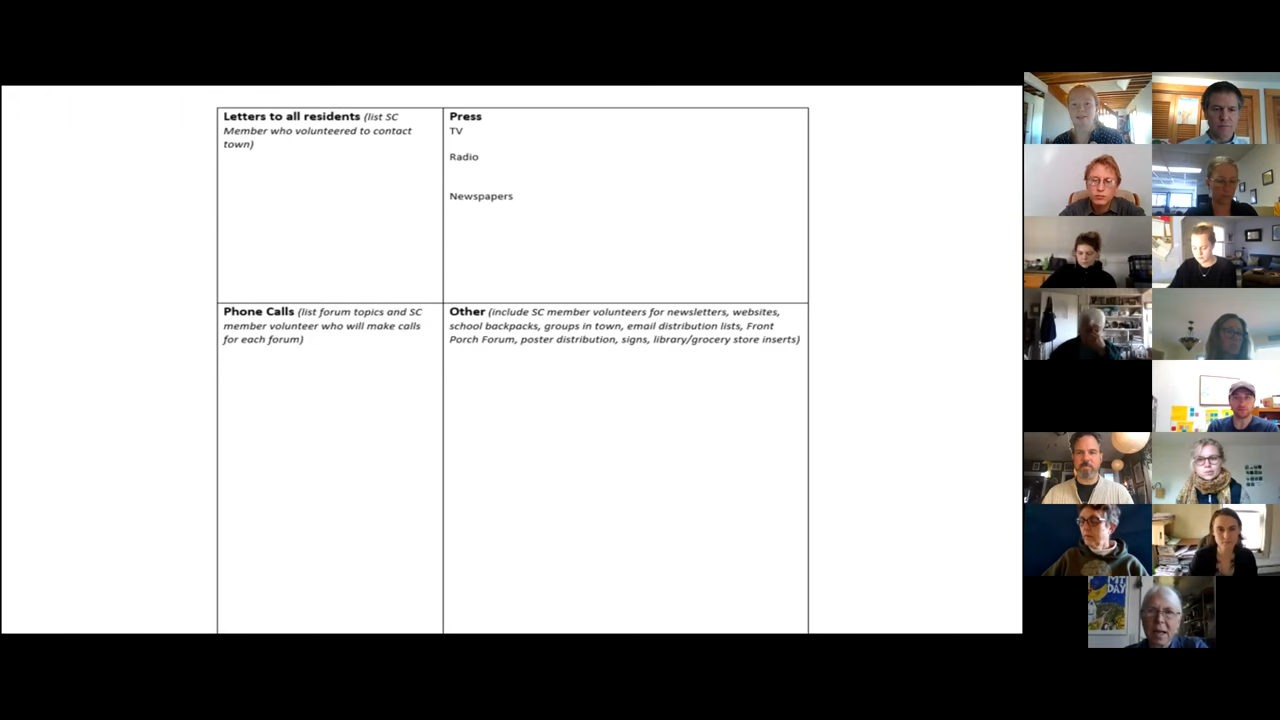 Letters to all residents (list SC
Member who volunteered to contact
town)
Press
TV
Radio
Newspapers
Phone Calls (list forum topics and SC
member volunteer who will make calls
for each forum)
Other (include SC member volunteers for newsletters, websites,
school backpacks, groups in town, email distribution lists, Front
Porch Forum, poster distribution, signs, library/grocery store inserts)
DAY